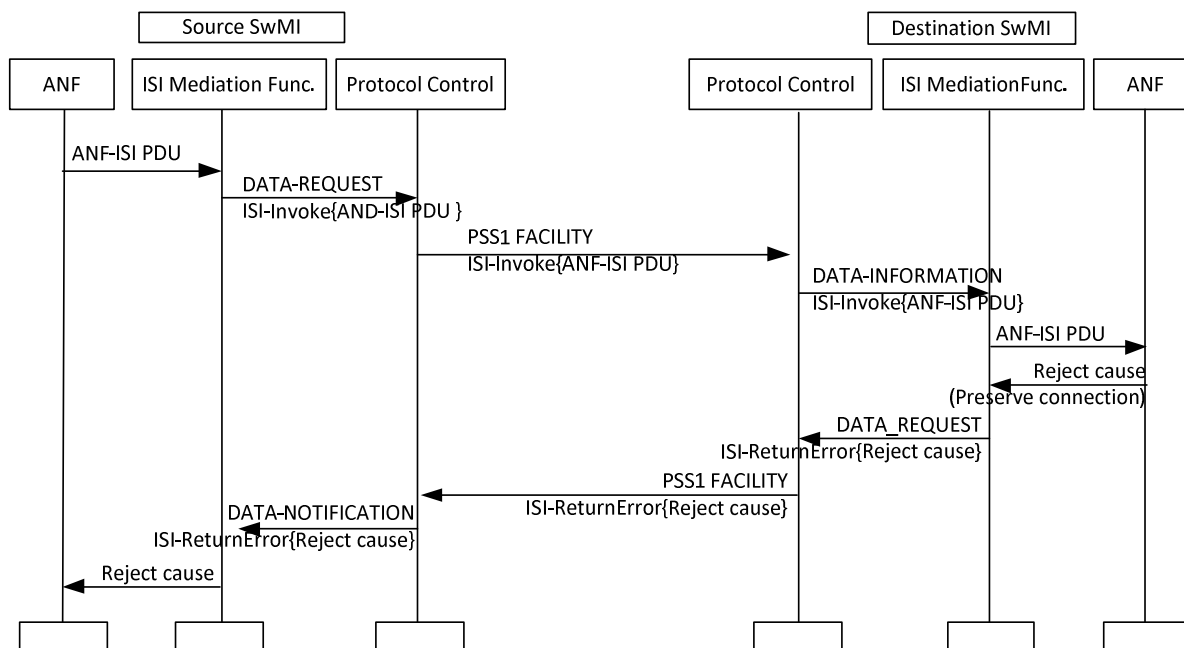 Source SwMI
Destination SwMI
ANF
ISI Mediation Func.
Protocol Control
Protocol Control
ISI MediationFunc.
ANF
ANF-ISI PDU
DATA-REQUEST
ISI-Invoke{AND-ISI PDU }
PSS1 FACILITY
ISI-Invoke{ANF-ISI PDU}
DATA-INFORMATION
ISI-Invoke{ANF-ISI PDU}
ANF-ISI PDU
Reject cause
(Preserve connection)
DATA_REQUEST
ISI-ReturnError{Reject cause}
PSS1 FACILITY
ISI-ReturnError{Reject cause}
DATA-NOTIFICATION
ISI-ReturnError{Reject cause}
Reject cause